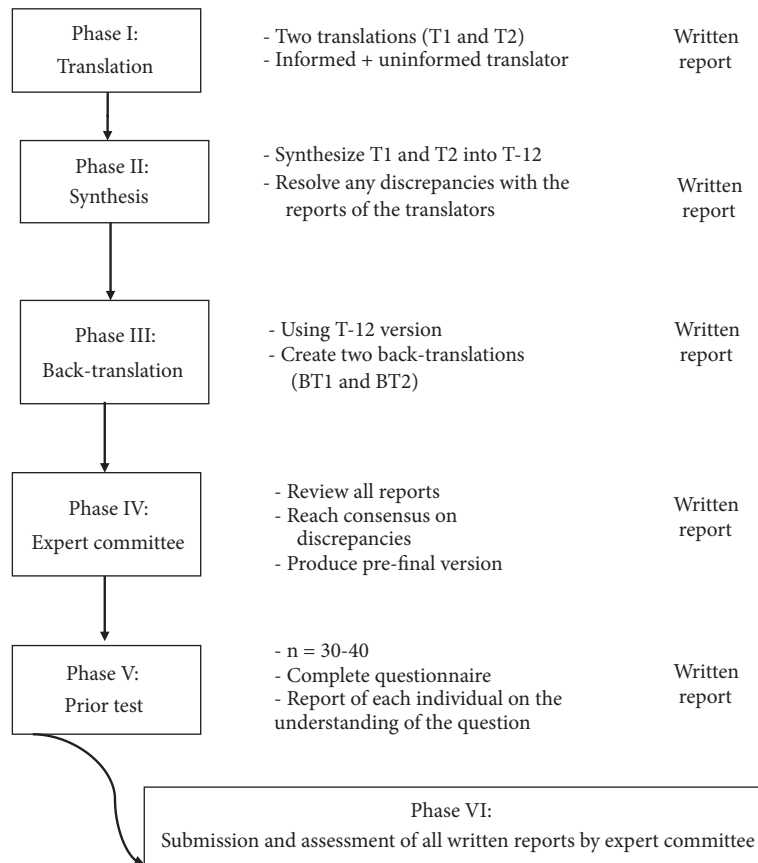 Phase I:
Translation
- Two translations (T1 and T2)
- Informed + uninformed translator
Written
report
Phase II:
Synthesis
- Synthesize T1 and T2 into T-12
- Resolve any discrepancies with the
reports of the translators
Written
report
Phase III:
Back-translation
- Using T-12 version
- Create two back-translations
(BT1 and BT2)
Written
report
Phase IV:
Expert committee
- Review all reports
- Reach consensus on
discrepancies
- Produce pre-final version
Written
report
Phase V:
Prior test
- n = 30-40
- Complete questionnaire
- Report of each individual on the
understanding of the question
Written
report
Phase VI:
Submission and assessment of all written reports by expert committee